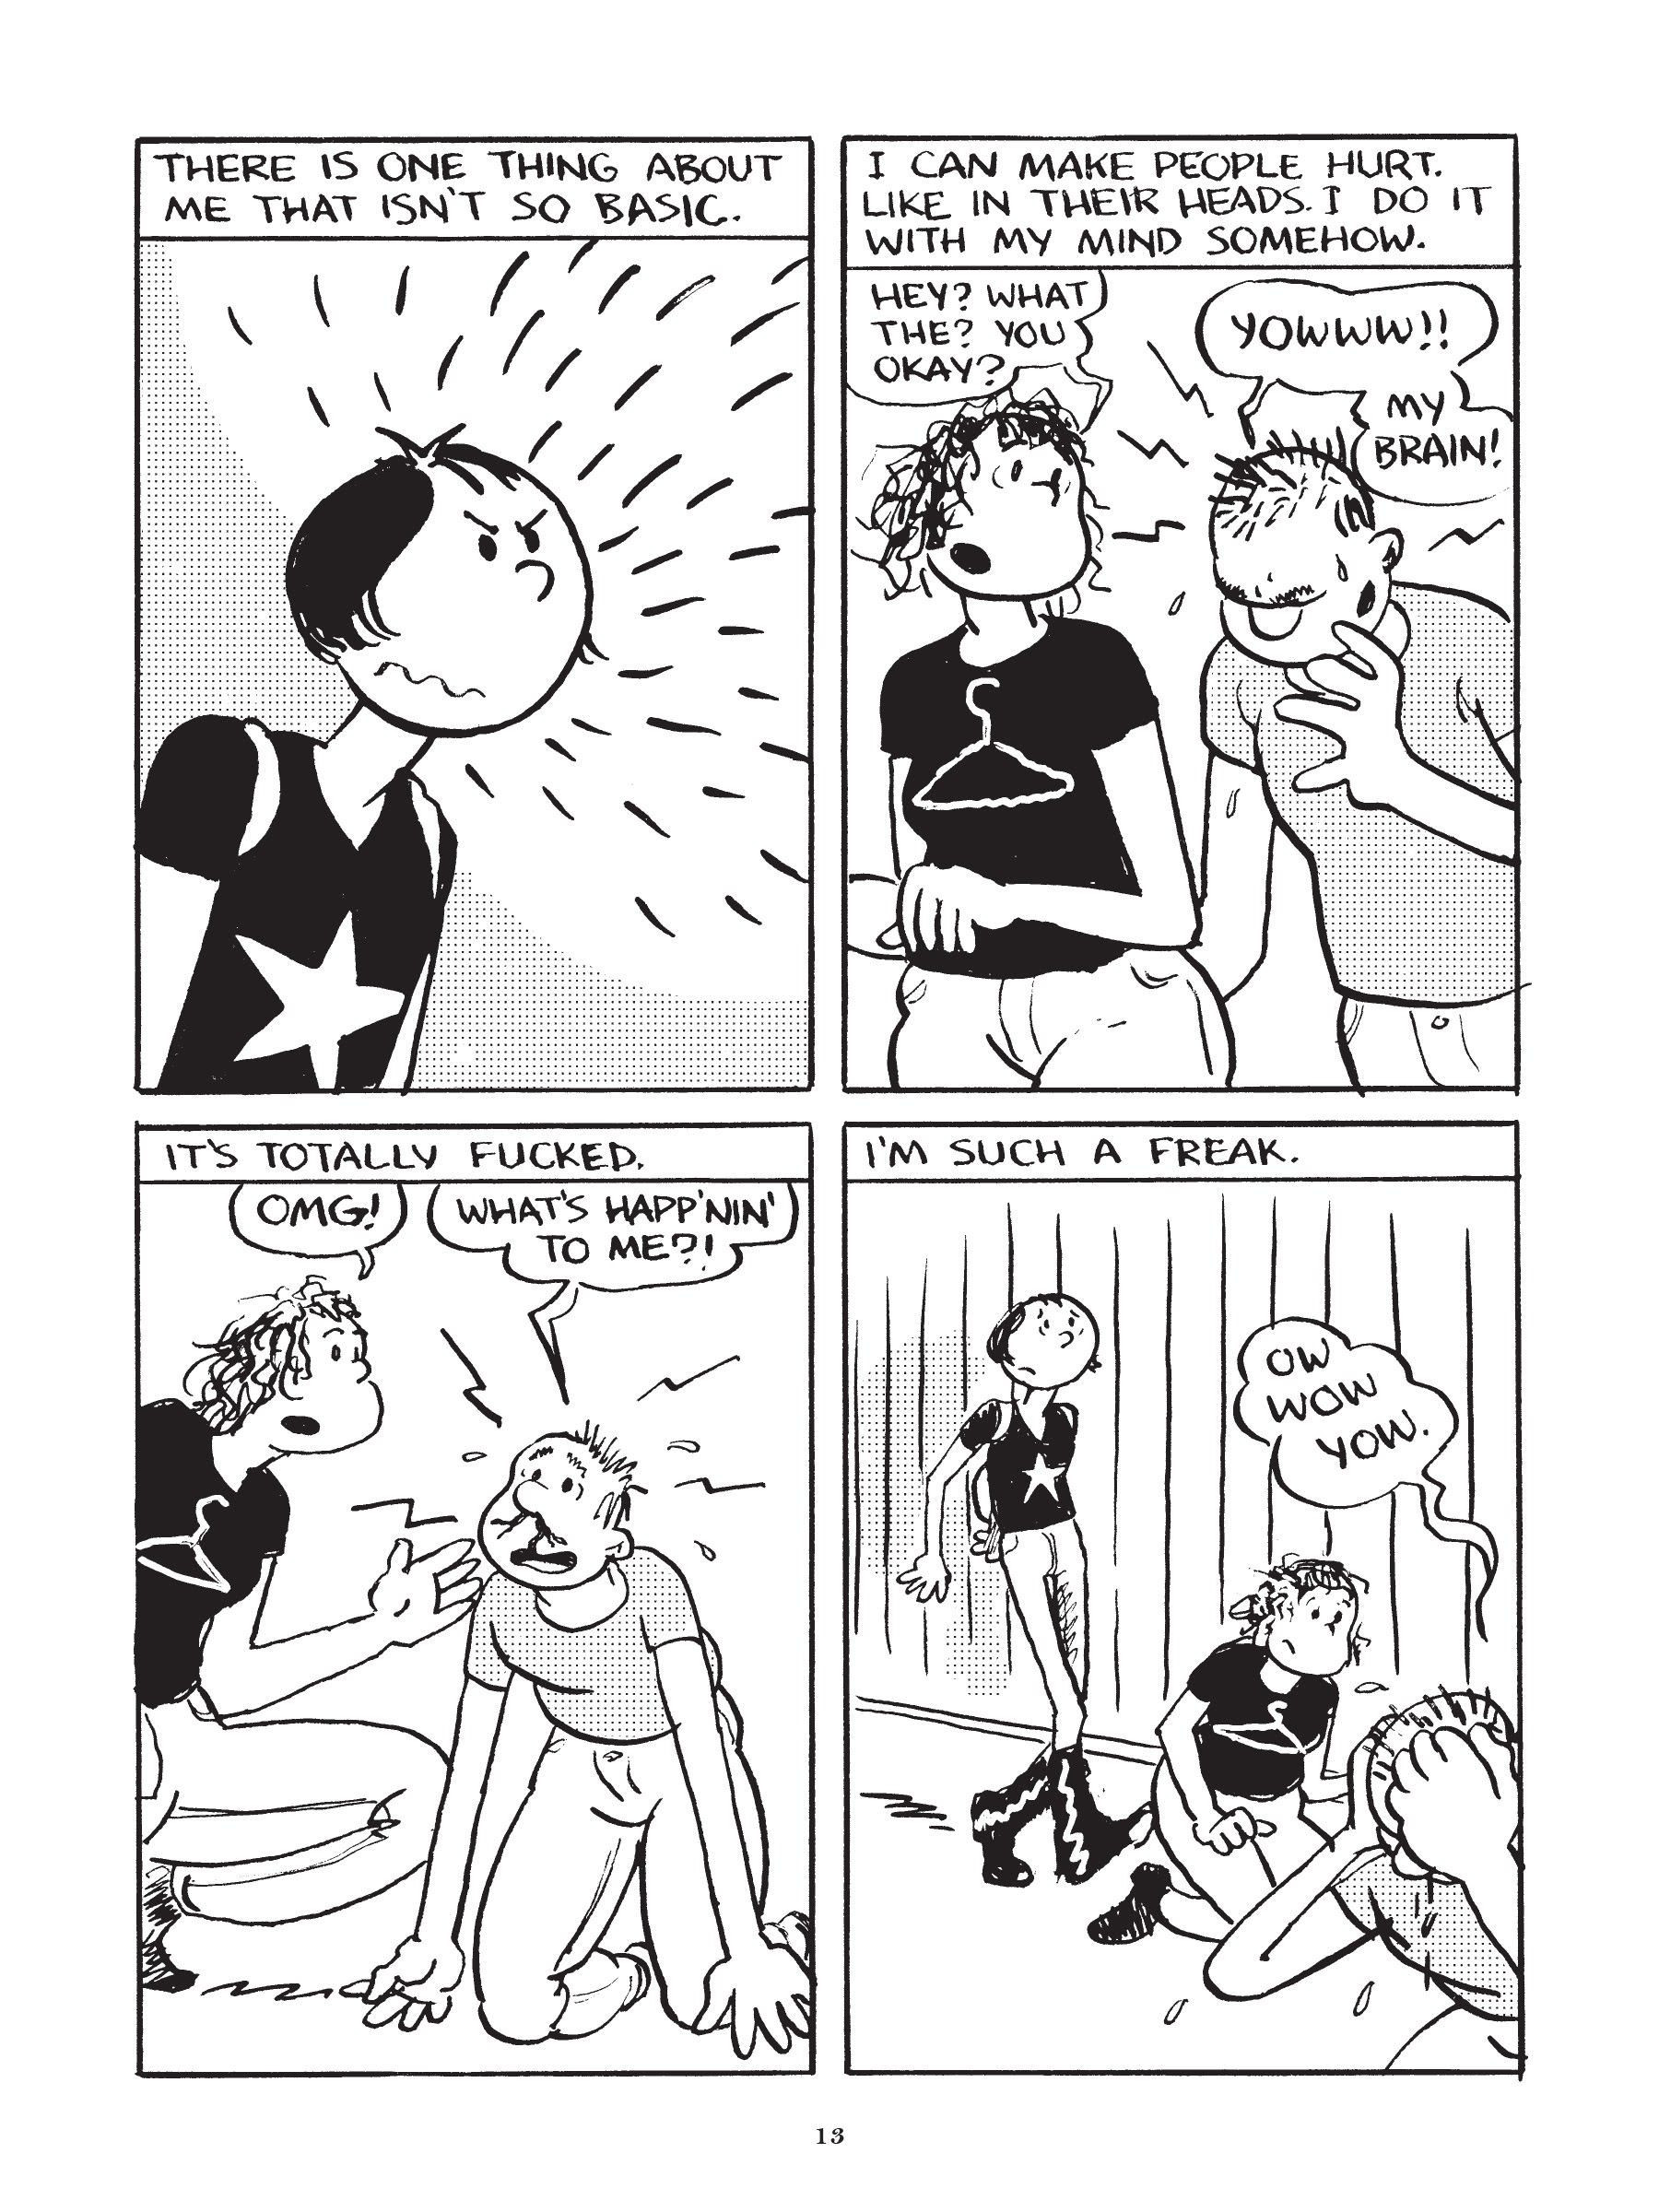 THERE IS ONE THING ABOUT
ME THAT ISN'T SO BASIC.
I CAN MAKE PEOPLE HURT.
LIKE IN THEIR HEADS. I DO IT
WITH MY MIND SOMEHOW.
HEY? WHAT
THE? YOU
OKAY?
YOWWW!!
MY
BRAIN!
IT'S TOTALLY FUCKED.
OMG!
WHAT'S HAPP'NIN'
TO ME?!
I'M SUCH A FREAK.
OW
WOW
YOW.
13